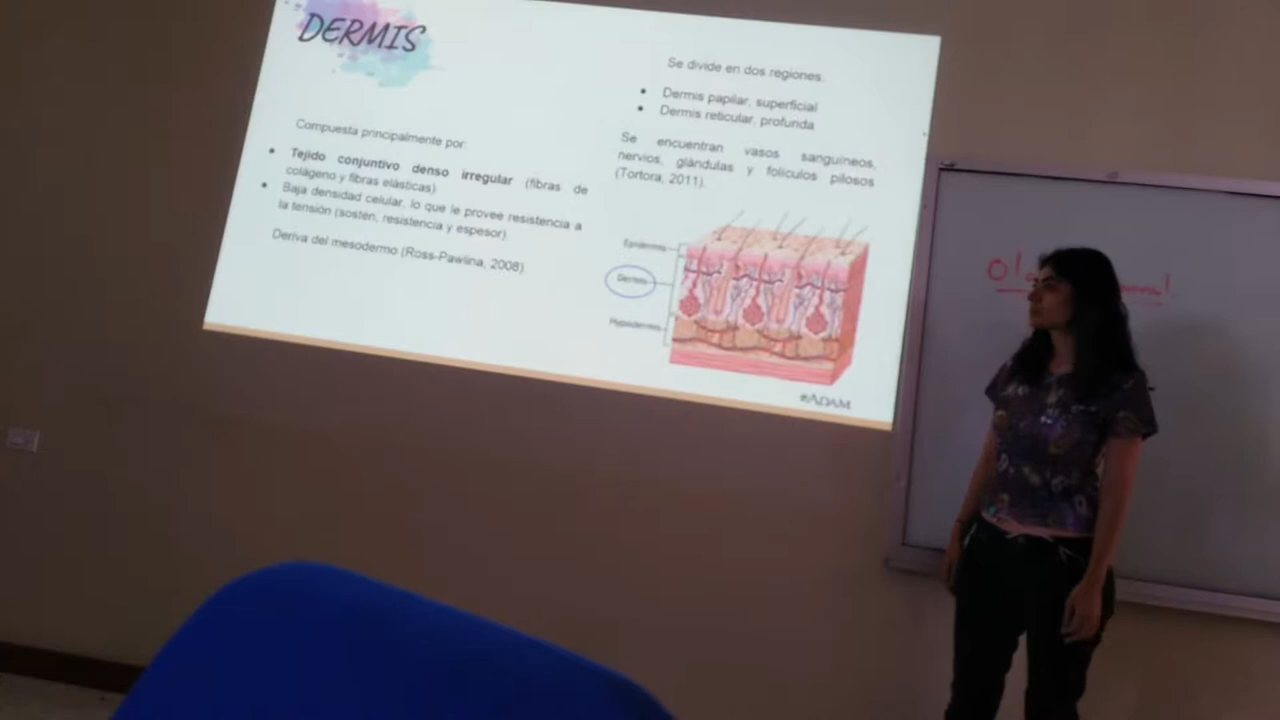 DERMIS
Compuesta principalmente por:
• Tejido conjuntivo denso irregular (fibras de
colágeno y fibras elásticas)
• Baja densidad celular, lo que le provee resistencia a
la tensión (sostén, resistencia y espesor).
Deriva del mesodermo (Ross-Pawlina, 2008).
Se divide en dos regiones:
• Dermis papilar, superficial
• Dermis reticular, profunda
Se encuentran vasos sanguíneos,
nervios, glándulas y folículos pilosos
(Tortora, 2011).
Epidermis
Dermis
Hypodermis
ADAM